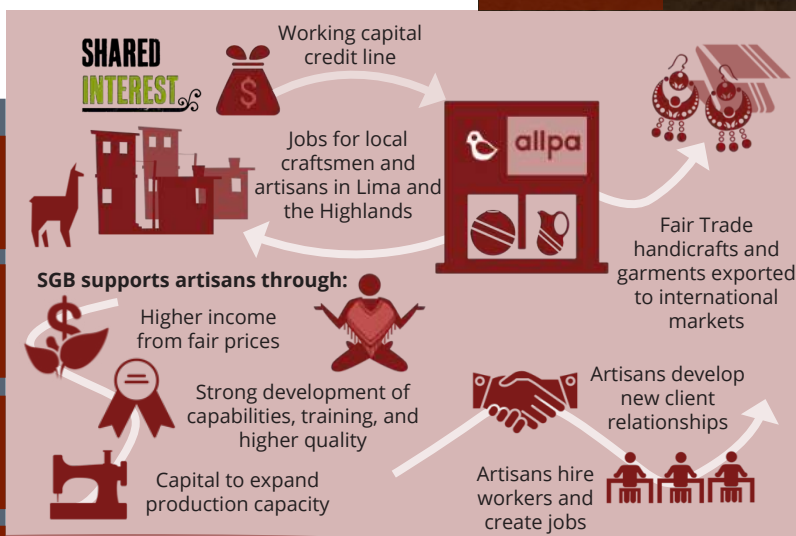 SHARED
INTEREST
$
Working capital
credit line
allpa
Jobs for local
craftsmen and
artisans in Lima and
the Highlands
Fair Trade
handicrafts and
garments exported
to international
markets
SGB supports artisans through:
$
Higher income
from fair prices
Strong development of
capabilities, training, and
higher quality
Capital to expand
production capacity
Artisans develop
new client
relationships
Artisans hire
workers and
create jobs